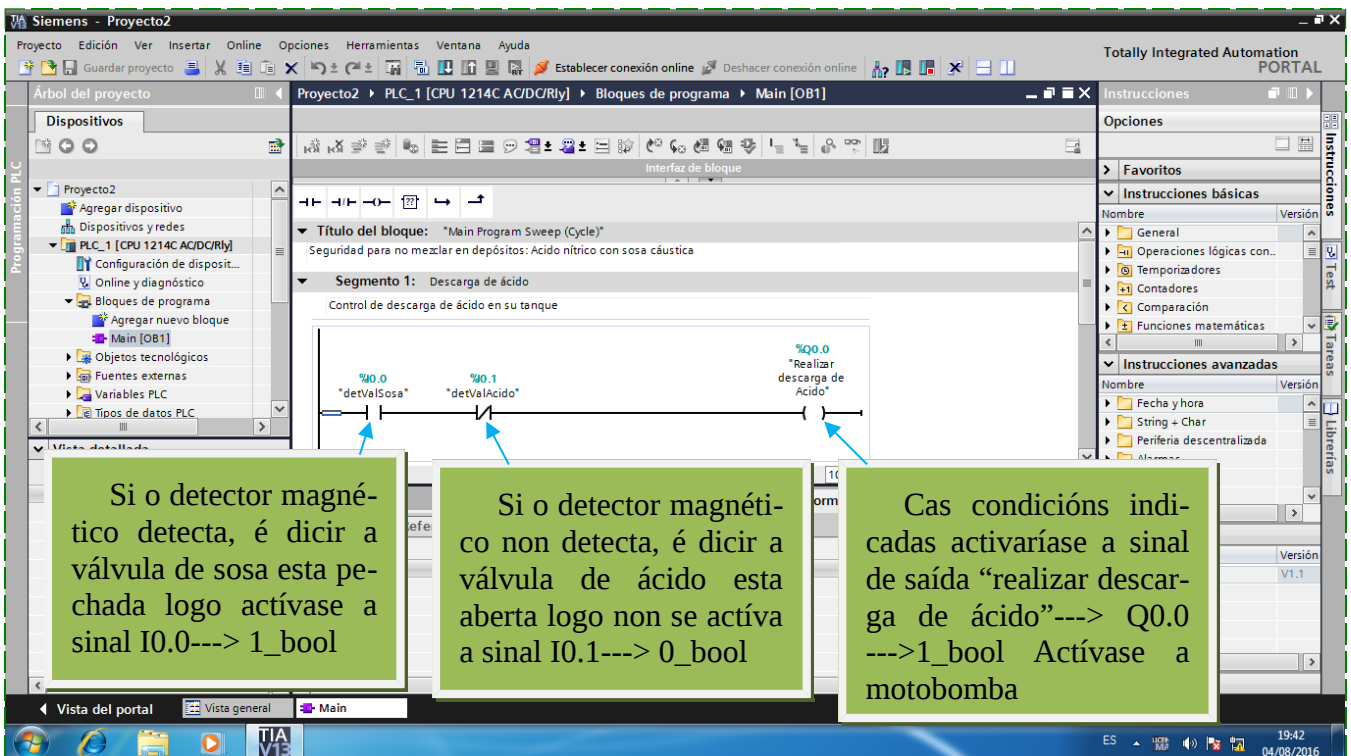 TIA V13 Siemens - Proyecto2
Proyecto Edición Ver Insertar Online Opciones Herramientas Ventana Ayuda
Totally Integrated Automation
PORTAL
Guardar proyecto Establecer conexión online Deshacer conexión online
Árbol del proyecto
Proyecto2 PLC_1 [CPU 1214C AC/DC/Rly] Bloques de programa Main [OB1]
Instrucciones
Dispositivos
Opciones
Interfaz de bloque
Programación PLC
Proyecto2
Agregar dispositivo
Dispositivos y redes
PLC_1 [CPU 1214C AC/DC/Rly]
Configuración de disposit...
Online y diagnóstico
Bloques de programa
Agregar nuevo bloque
Main [OB1]
Objetos tecnológicos
Fuentes externas
Variables PLC
Tipos de datos PLC
Vista detallada
Título del bloque: "Main Program Sweep (Cycle)"
Seguridad para no mezclar en depósitos: Acido nítrico con sosa cáustica
Segmento 1: Descarga de ácido
Control de descarga de ácido en su tanque
%I0.0
"detValSosa"
%I0.1
"detValAcido"
%Q0.0
"Realizar
descarga de
Acido"
Favoritos
Instrucciones básicas
Nombre Versión
General
Operaciones lógicas con..
Temporizadores
Contadores
Comparación
Funciones matemáticas
Instrucciones avanzadas
Nombre Versión
Fecha y hora
String + Char
Periferia descentralizada
Alarmas
Versión
V1.1
Instrucciones
Test
Tareas
Librerías
Si o detector magné-
tico detecta, é dicir a
válvula de sosa esta pe-
chada logo actívase a
sinal I0.0---> 1_bool
Si o detector magnéti-
co non detecta, é dicir a
válvula de ácido esta
aberta logo non se actíva
a sinal I0.1---> 0_bool
Cas condicións indi-
cadas activaríase a sinal
de saída “realizar descar-
ga de ácido”---> Q0.0
--->1_bool Actívase a
motobomba
Vista del portal Vista general Main
TIA V13
ES
19:42
04/08/2016